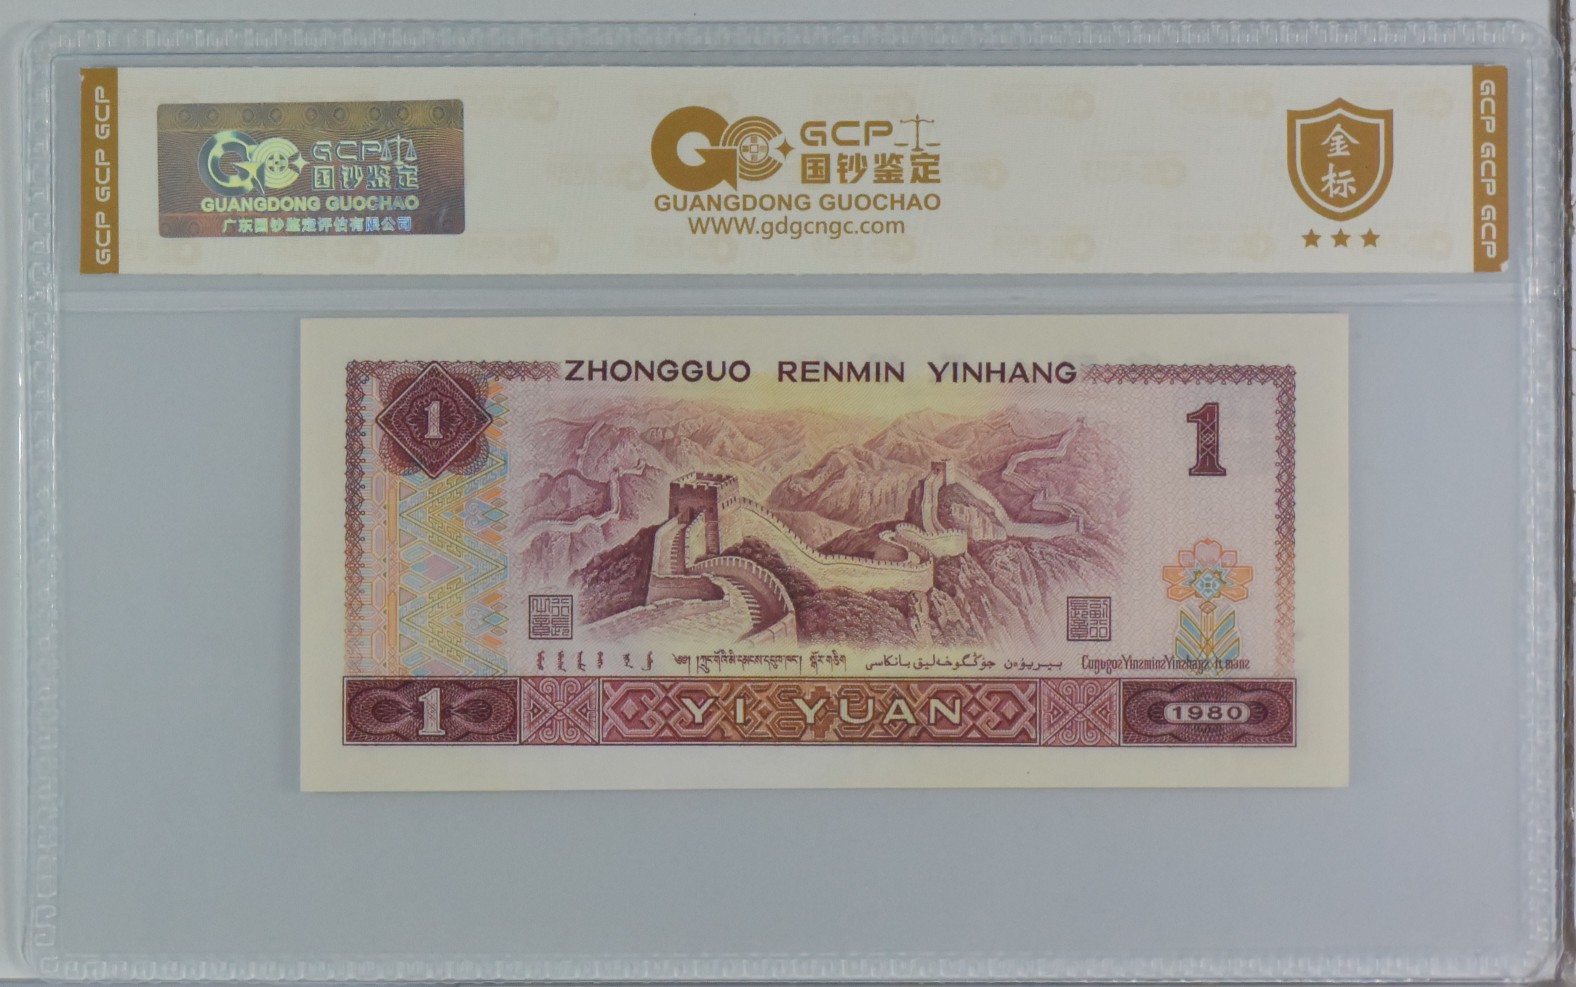 GCP GCP GCP
GCP
国钞鉴定
GUANGDONG GUOCHAO
广东国钞鉴定评估有限公司
GCP
国钞鉴定
GUANGDONG GUOCHAO
WWW.gdgcngc.com
金标
GCP GCP GCP
ZHONGGUO RENMIN YINHANG
1
1
1
YI YUAN
1980